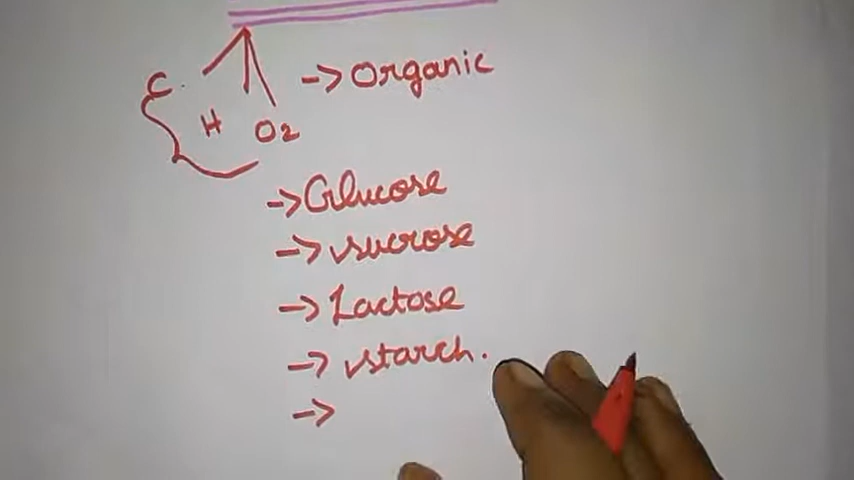 C.
-> Organic
H O2
-> Glucose
-> sucrose
-> Lactose
-> starch.
->